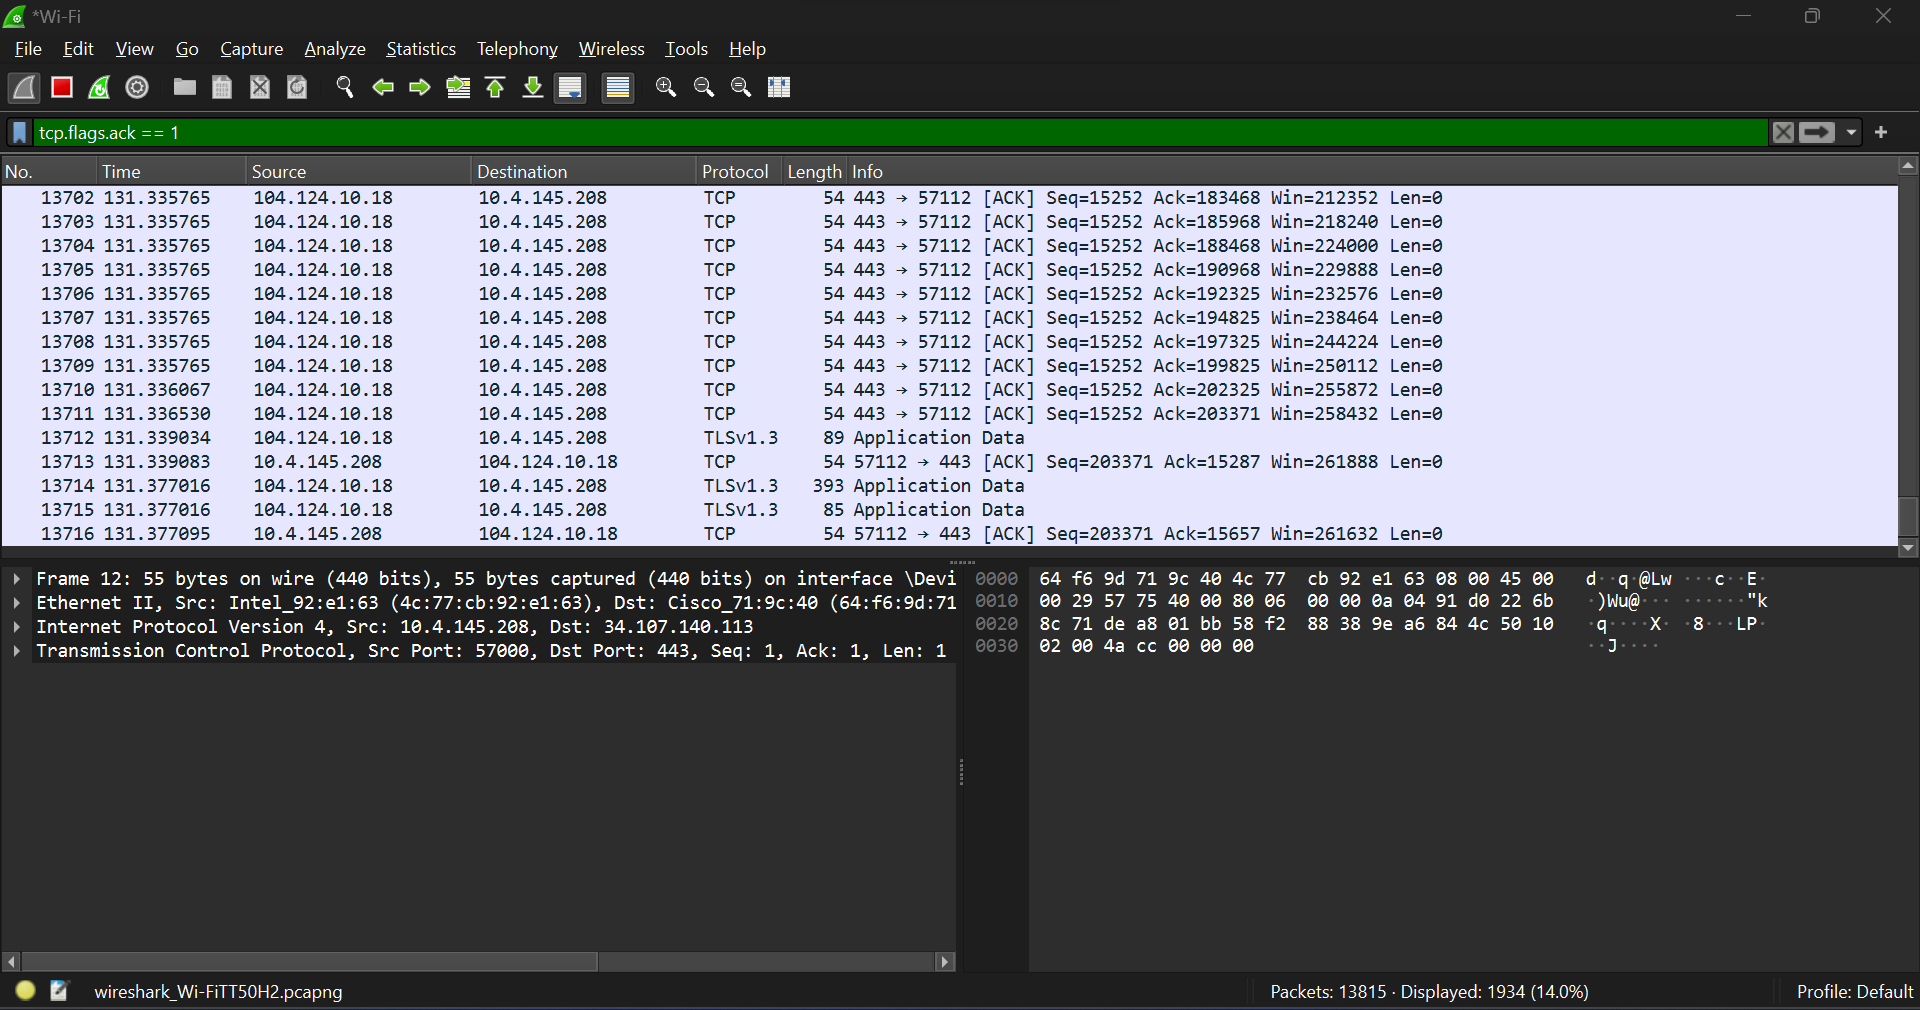 *Wi-Fi
File Edit View Go Capture Analyze Statistics Telephony Wireless Tools Help
tcp.flags.ack == 1
No. Time Source Destination Protocol Length Info
13702 131.335765 104.124.10.18 10.4.145.208 TCP 54 443 → 57112 [ACK] Seq=15252 Ack=183468 Win=212352 Len=0
13703 131.335765 104.124.10.18 10.4.145.208 TCP 54 443 → 57112 [ACK] Seq=15252 Ack=185968 Win=218240 Len=0
13704 131.335765 104.124.10.18 10.4.145.208 TCP 54 443 → 57112 [ACK] Seq=15252 Ack=188468 Win=224000 Len=0
13705 131.335765 104.124.10.18 10.4.145.208 TCP 54 443 → 57112 [ACK] Seq=15252 Ack=190968 Win=229888 Len=0
13706 131.335765 104.124.10.18 10.4.145.208 TCP 54 443 → 57112 [ACK] Seq=15252 Ack=192325 Win=232576 Len=0
13707 131.335765 104.124.10.18 10.4.145.208 TCP 54 443 → 57112 [ACK] Seq=15252 Ack=194825 Win=238464 Len=0
13708 131.335765 104.124.10.18 10.4.145.208 TCP 54 443 → 57112 [ACK] Seq=15252 Ack=197325 Win=244224 Len=0
13709 131.335765 104.124.10.18 10.4.145.208 TCP 54 443 → 57112 [ACK] Seq=15252 Ack=199825 Win=250112 Len=0
13710 131.336067 104.124.10.18 10.4.145.208 TCP 54 443 → 57112 [ACK] Seq=15252 Ack=202325 Win=255872 Len=0
13711 131.336530 104.124.10.18 10.4.145.208 TCP 54 443 → 57112 [ACK] Seq=15252 Ack=203371 Win=258432 Len=0
13712 131.339034 104.124.10.18 10.4.145.208 TLSv1.3 89 Application Data
13713 131.339083 10.4.145.208 104.124.10.18 TCP 54 57112 → 443 [ACK] Seq=203371 Ack=15287 Win=261888 Len=0
13714 131.377016 104.124.10.18 10.4.145.208 TLSv1.3 393 Application Data
13715 131.377016 104.124.10.18 10.4.145.208 TLSv1.3 85 Application Data
13716 131.377095 10.4.145.208 104.124.10.18 TCP 54 57112 → 443 [ACK] Seq=203371 Ack=15657 Win=261632 Len=0
Frame 12: 55 bytes on wire (440 bits), 55 bytes captured (440 bits) on interface \Devi
Ethernet II, Src: Intel_92:e1:63 (4c:77:cb:92:e1:63), Dst: Cisco_71:9c:40 (64:f6:9d:71
Internet Protocol Version 4, Src: 10.4.145.208, Dst: 34.107.140.113
Transmission Control Protocol, Src Port: 57000, Dst Port: 443, Seq: 1, Ack: 1, Len: 1
0000 64 f6 9d 71 9c 40 4c 77 cb 92 e1 63 08 00 45 00 d··q·@Lw ···c··E·
0010 00 29 57 75 40 00 80 06 00 00 0a 04 91 d0 22 6b ·)Wu@··· ······"k
0020 8c 71 de a8 01 bb 58 f2 88 38 9e a6 84 4c 50 10 ·q····X· ·8···LP·
0030 02 00 4a cc 00 00 00 ··J····
wireshark_Wi-FiTT50H2.pcapng
Packets: 13815 · Displayed: 1934 (14.0%)
Profile: Default